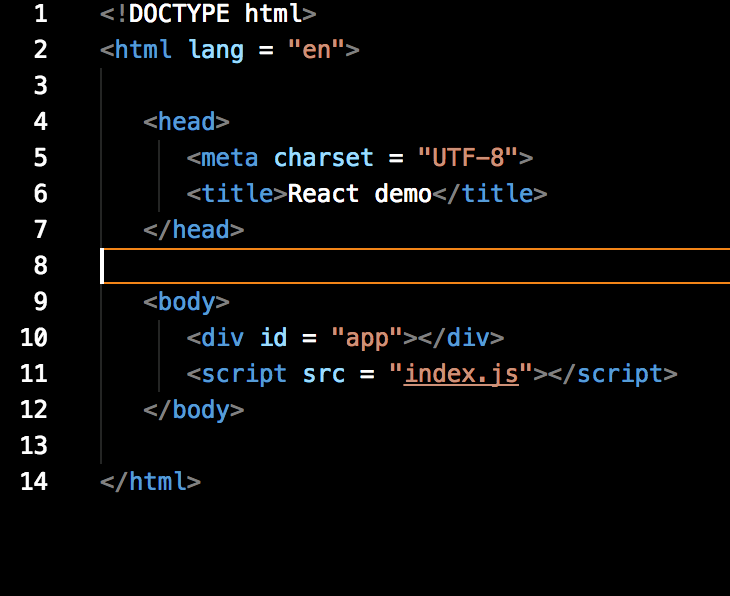 1 <!DOCTYPE html>
2 <html lang = "en">
3
4 <head>
5 <meta charset = "UTF-8">
6 <title>React demo</title>
7 </head>
8
9 <body>
10 <div id = "app"></div>
11 <script src = "index.js"></script>
12 </body>
13
14 </html>